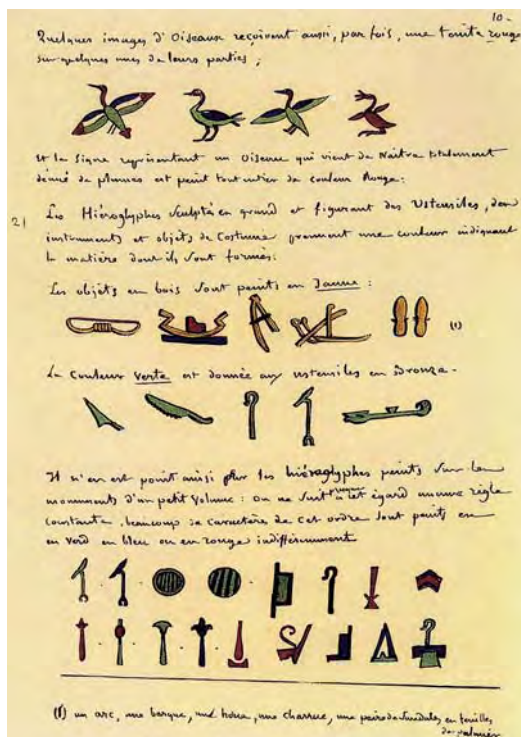 10.
Quelques images d'Oiseaux reçoivent aussi, par fois, une teinte rouge
sur quelques unes de leurs parties ;
Et le Signe représentant un Oiseau qui vient de Naître totalement
dénué de plumes est peint tout entier de couleur Rouge.
21 Les Hiéroglyphes Sculptés en grand et figurant des Ustensiles, des
instruments et objets de Costume prennent une couleur indiquant
la matière dont ils sont formés.
Les objets en bois sont peints en Jaune :
(1)
La Couleur verte est donnée aux ustensiles en Bronze.
Il n'en est point ainsi pour les hiéroglyphes peints sur les
monuments d'un petit Volume : on ne suit à cet égard aucune règle
constante, beaucoup de caractères de cet ordre sont peints en
en verd en bleu ou en rouge indifféremment
(1) un arc, une barque, une houe, une charrue, une paire de Sandales en feuilles
de palmier